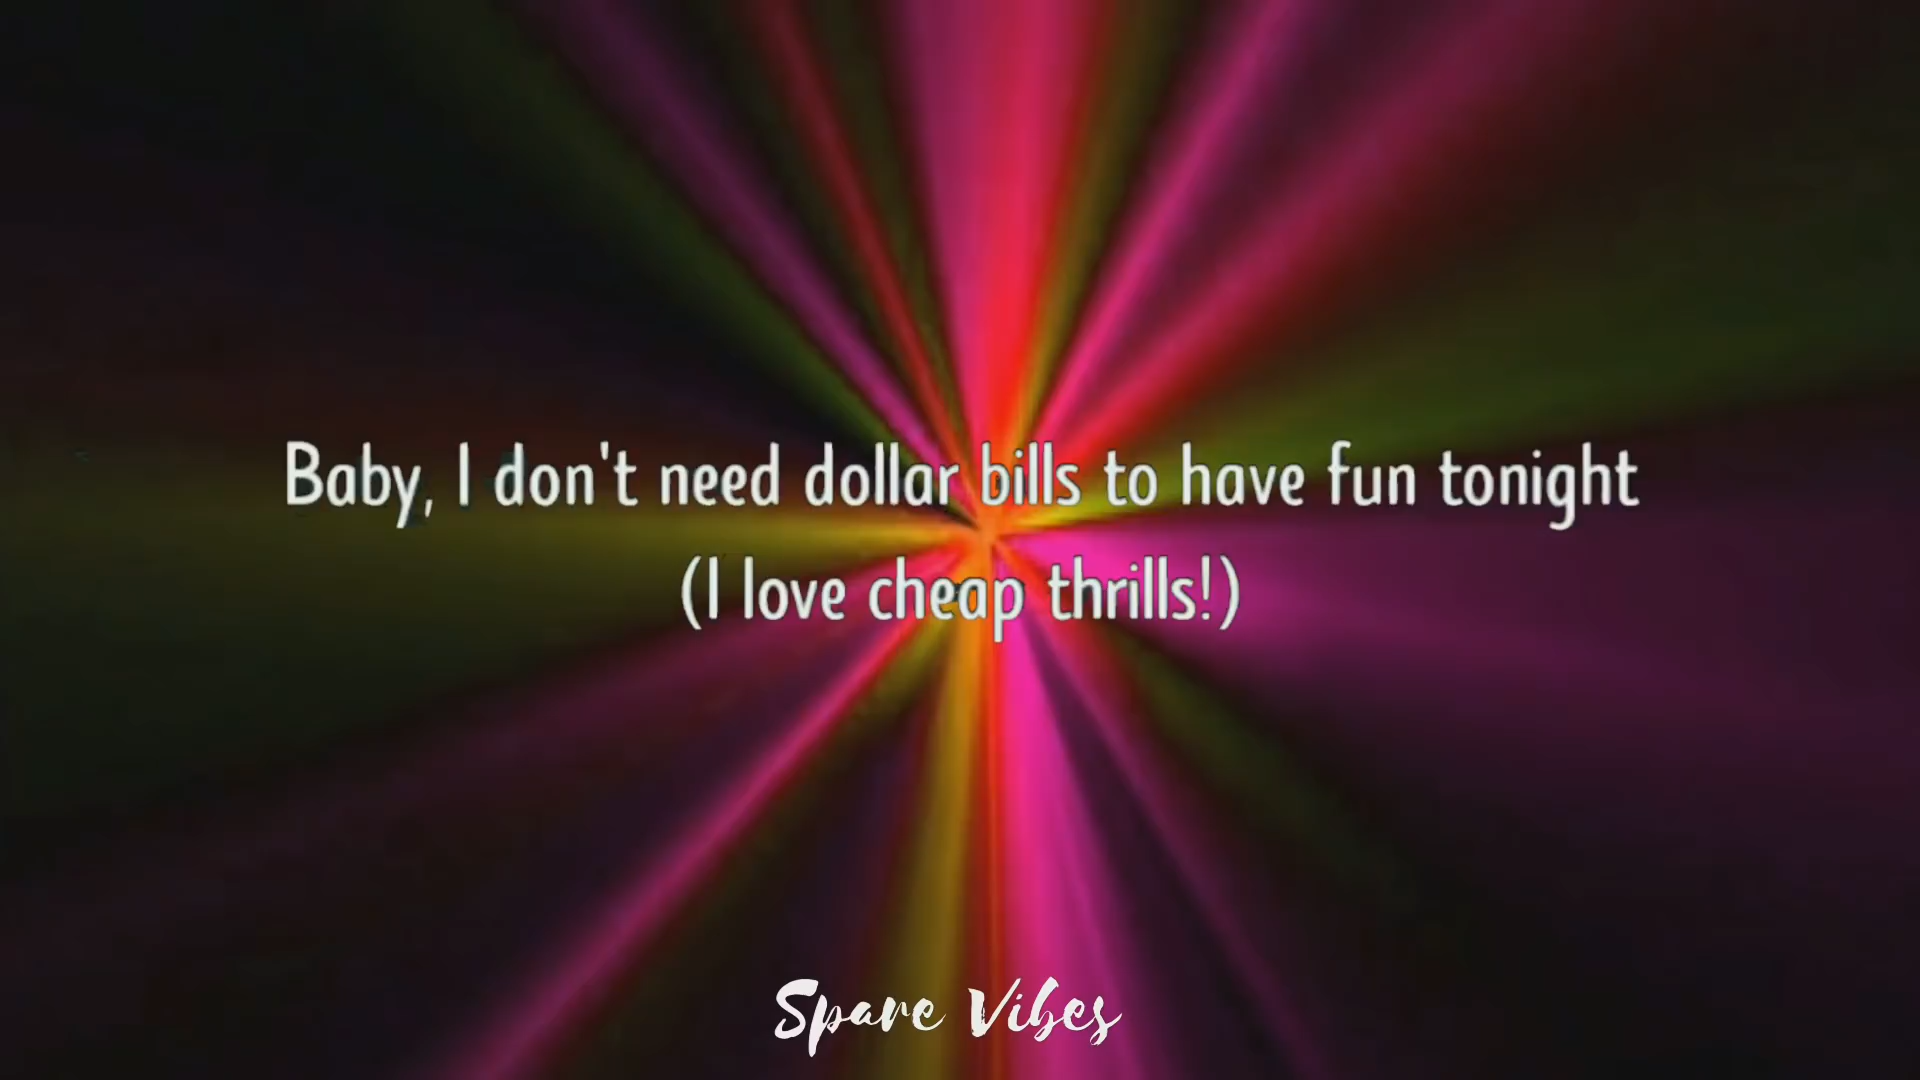 Baby, I don't need dollar bills to have fun tonight
(I love cheap thrills!)
Spare Vibes